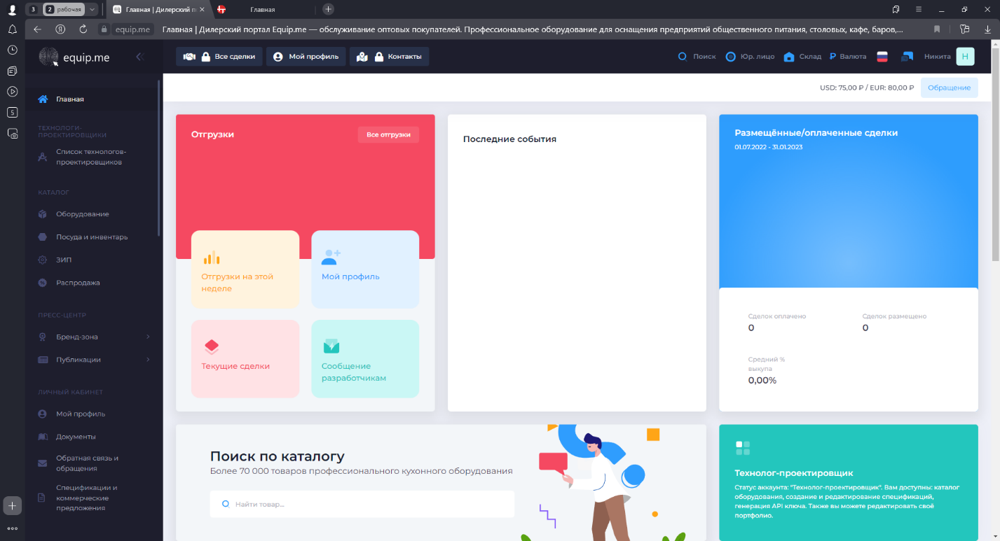 3
2
рабочая
Главная | Дилерский п
Главная
equip.me
Главная | Дилерский портал Equip.me — обслуживание оптовых покупателей. Профессиональное оборудование для оснащения предприятий общественного питания, столовых, кафе, баров,...
equip.me
Все сделки
Мой профиль
Контакты
Поиск
Юр. лицо
Склад
₽ Валюта
Никита
Н
USD: 75,00 ₽ / EUR: 80,00 ₽
Обращение
Главная
ТЕХНОЛОГИ-
ПРОЕКТИРОВЩИКИ
Список технологов-
проектировщиков
КАТАЛОГ
Оборудование
Посуда и инвентарь
ЗИП
Распродажа
ПРЕСС-ЦЕНТР
Бренд-зона
Публикации
ЛИЧНЫЙ КАБИНЕТ
Мой профиль
Документы
Обратная связь и
обращения
Спецификации и
коммерческие
предложения
Отгрузки
Все отгрузки
Отгрузки на этой
неделе
Мой профиль
Текущие сделки
Сообщение
разработчикам
Последние события
Размещённые/оплаченные сделки
01.07.2022 - 31.01.2023
Сделок оплачено
0
Сделок размещено
0
Средний %
выкупа
0,00%
Поиск по каталогу
Более 70 000 товаров профессионального кухонного оборудования
Найти товар...
Технолог-проектировщик
Статус аккаунта: "Технолог-проектировщик". Вам доступны: каталог
оборудования, создание и редактирование спецификаций,
генерация API ключа. Также вы можете редактировать своё
портфолио.